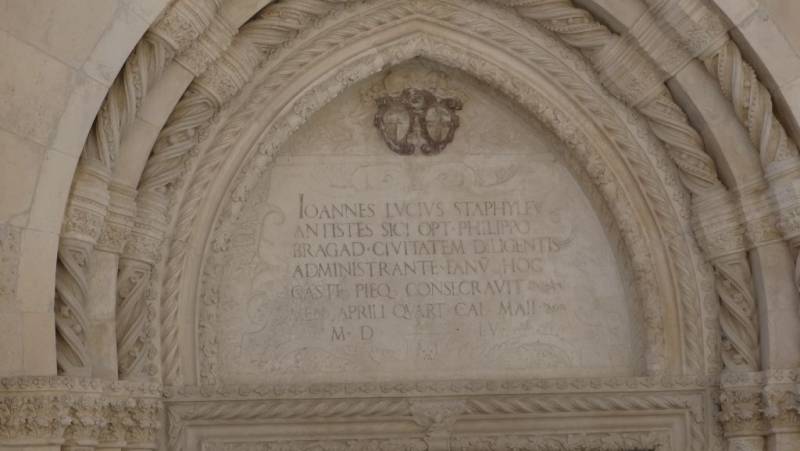 IOANNES LVCIVS STAPHYLEV
ANTISTES SICI OPT · PHILIPPO
BRAGAD · CIVITATEM DILIGENTIS
ADMINISTRANTE · FANV̄ HOC
CASTE PIEQ CONSECRAVIT
MEN APRILI QVART CAL MAII
M · D LV